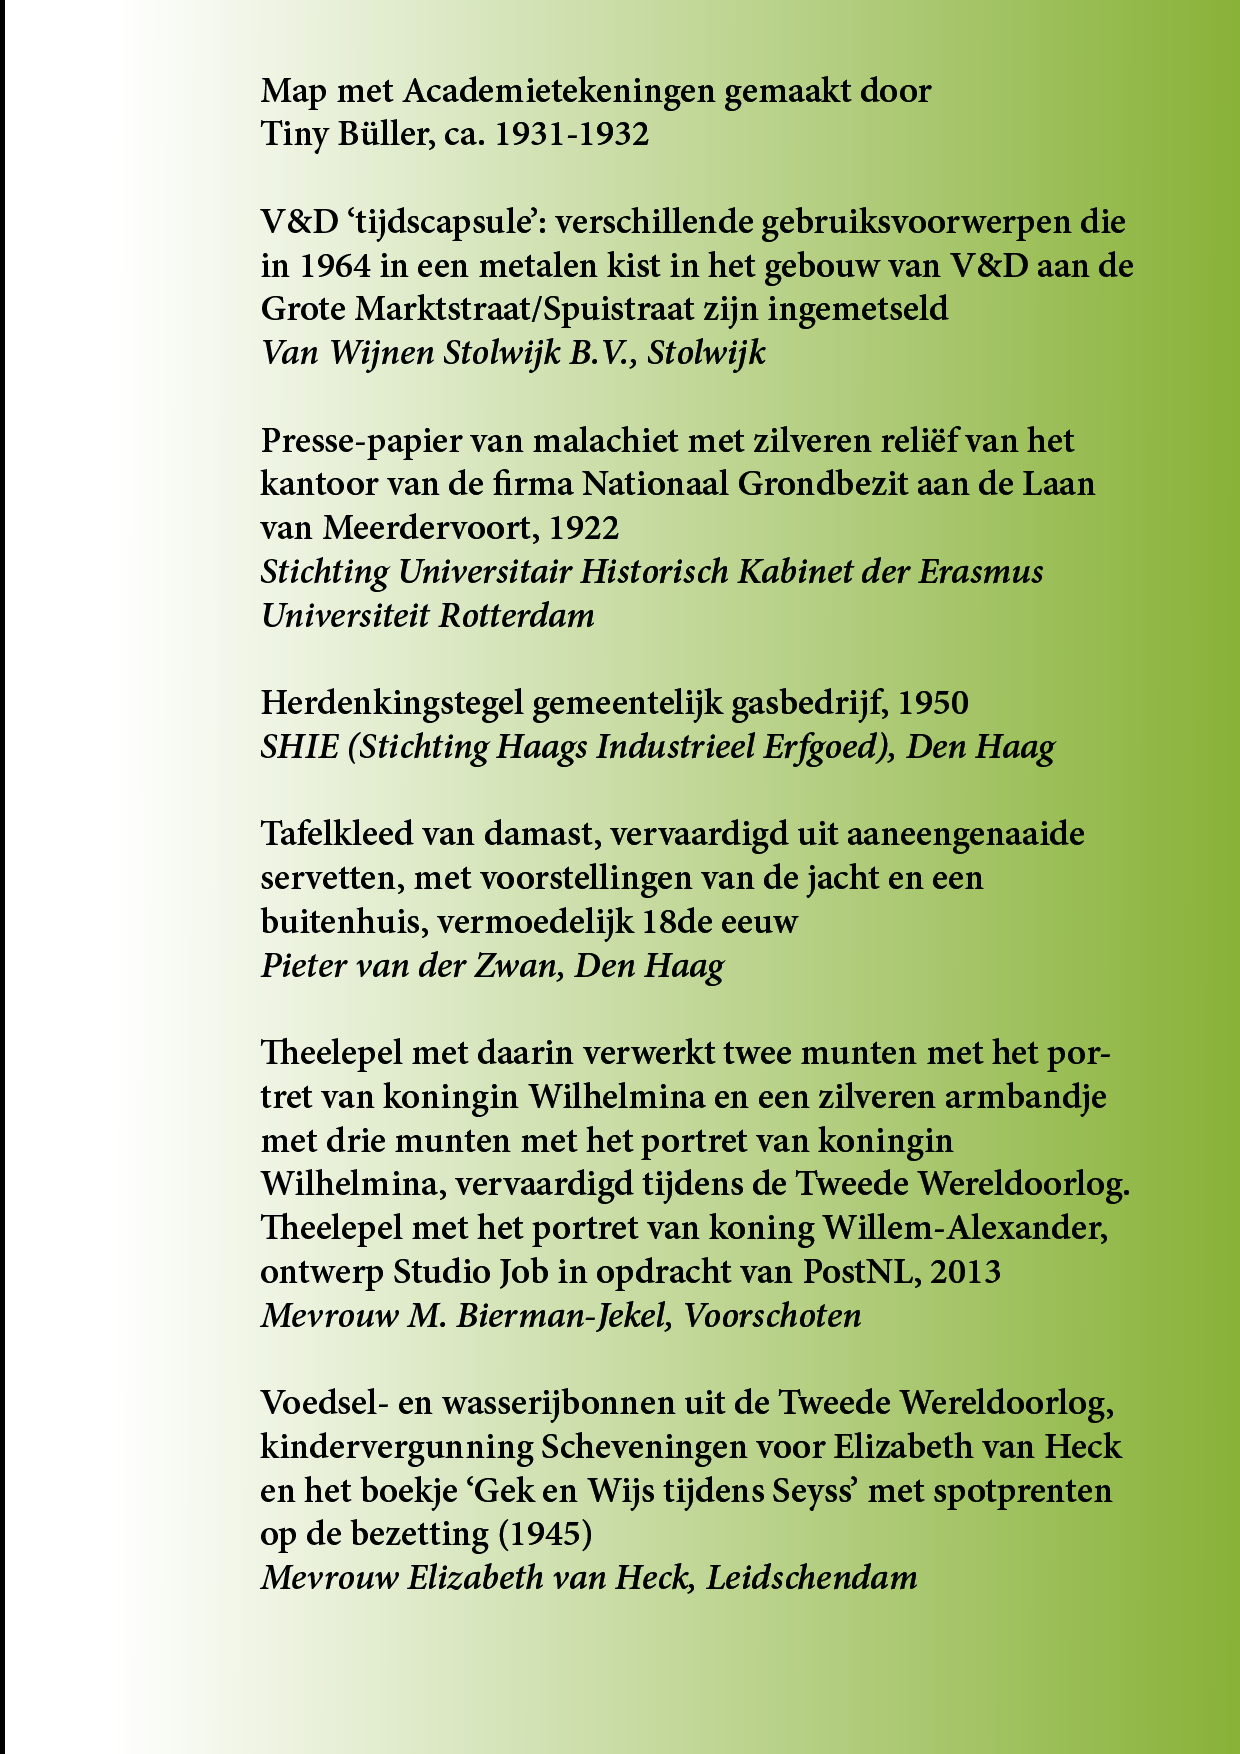 Map met Academietekeningen gemaakt door
Tiny Büller, ca. 1931-1932
V&D ‘tijdscapsule’: verschillende gebruiksvoorwerpen die
in 1964 in een metalen kist in het gebouw van V&D aan de
Grote Marktstraat/Spuistraat zijn ingemetseld
Van Wijnen Stolwijk B.V., Stolwijk
Presse-papier van malachiet met zilveren reliëf van het
kantoor van de firma Nationaal Grondbezit aan de Laan
van Meerdervoort, 1922
Stichting Universitair Historisch Kabinet der Erasmus
Universiteit Rotterdam
Herdenkingstegel gemeentelijk gasbedrijf, 1950
SHIE (Stichting Haags Industrieel Erfgoed), Den Haag
Tafelkleed van damast, vervaardigd uit aaneengenaaide
servetten, met voorstellingen van de jacht en een
buitenhuis, vermoedelijk 18de eeuw
Pieter van der Zwan, Den Haag
Theelepel met daarin verwerkt twee munten met het por-
tret van koningin Wilhelmina en een zilveren armbandje
met drie munten met het portret van koningin
Wilhelmina, vervaardigd tijdens de Tweede Wereldoorlog.
Theelepel met het portret van koning Willem-Alexander,
ontwerp Studio Job in opdracht van PostNL, 2013
Mevrouw M. Bierman-Jekel, Voorschoten
Voedsel- en wasserijbonnen uit de Tweede Wereldoorlog,
kindervergunning Scheveningen voor Elizabeth van Heck
en het boekje ‘Gek en Wijs tijdens Seyss’ met spotprenten
op de bezetting (1945)
Mevrouw Elizabeth van Heck, Leidschendam